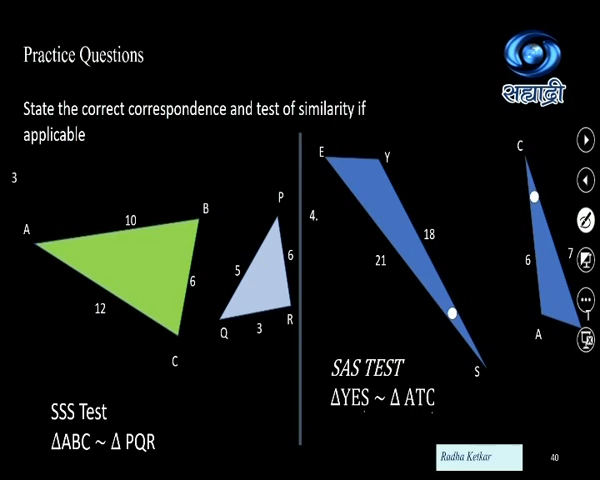 Practice Questions
सह्याद्री
State the correct correspondence and test of similarity if
applicable
3
A
10
B
12
6
C
P
5
6
Q
3
R
4.
E
Y
18
21
S
C
6
7
A
T
SSS Test
ΔABC ~ Δ PQR
SAS TEST
ΔYES ~ Δ ATC
Radha Ketkar
40